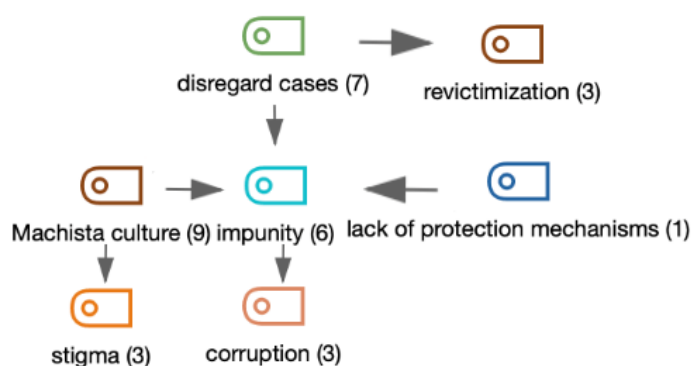 disregard cases (7)
revictimization (3)
Machista culture (9)
impunity (6)
lack of protection mechanisms (1)
stigma (3)
corruption (3)